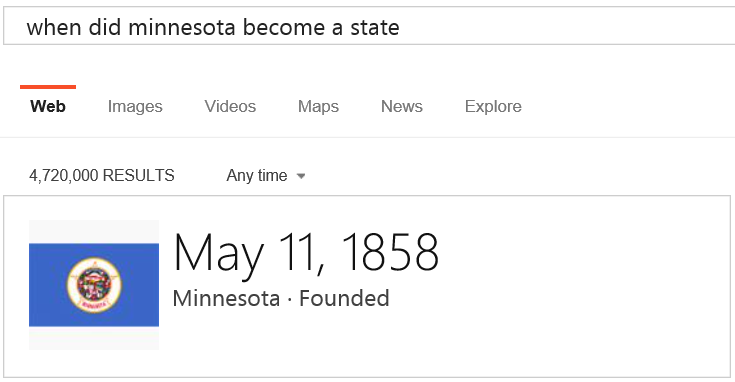 when did minnesota become a state
Web Images Videos Maps News Explore
4,720,000 RESULTS Any time
May 11, 1858
Minnesota · Founded
MINNESOTA